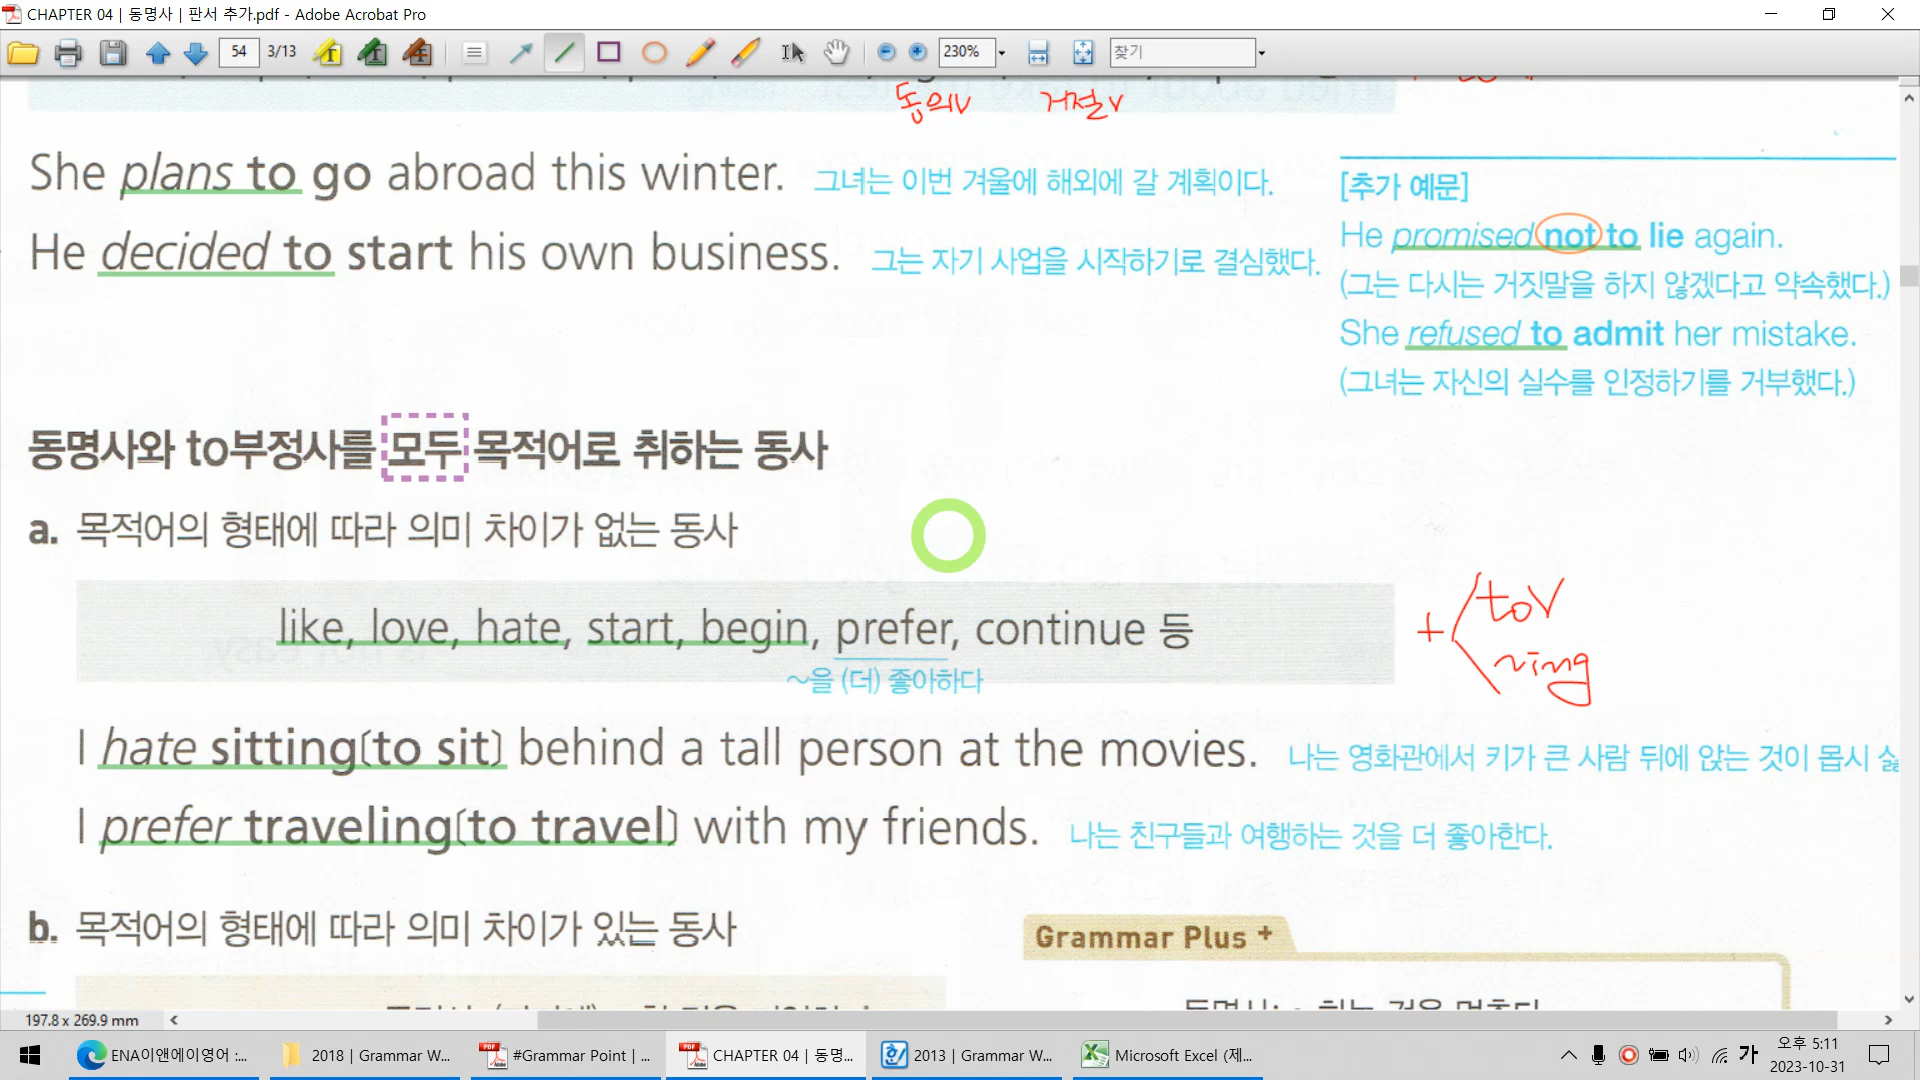 CHAPTER 04 | 동명사 | 판서 추가.pdf - Adobe Acrobat Pro
54 3/13 230% 찾기
동의v 거절v
She plans to go abroad this winter. 그녀는 이번 겨울에 해외에 갈 계획이다.
He decided to start his own business. 그는 자기 사업을 시작하기로 결심했다.
[추가 예문]
He promised not to lie again.
(그는 다시는 거짓말을 하지 않겠다고 약속했다.)
She refused to admit her mistake.
(그녀는 자신의 실수를 인정하기를 거부했다.)
동명사와 to부정사를 모두 목적어로 취하는 동사
a. 목적어의 형태에 따라 의미 차이가 없는 동사
like, love, hate, start, begin, prefer, continue 등
~을 (더) 좋아하다
+ toV
~ing
I hate sitting(to sit) behind a tall person at the movies. 나는 영화관에서 키가 큰 사람 뒤에 앉는 것이 몹시
I prefer traveling(to travel) with my friends. 나는 친구들과 여행하는 것을 더 좋아한다.
b. 목적어의 형태에 따라 의미 차이가 있는 동사
Grammar Plus +
197.8 x 269.9 mm
ENA이앤에이영어 :...
2018 | Grammar W...
#Grammar Point | ...
CHAPTER 04 | 동명...
2013 | Grammar W...
Microsoft Excel (제...
가
오후 5:11
2023-10-31